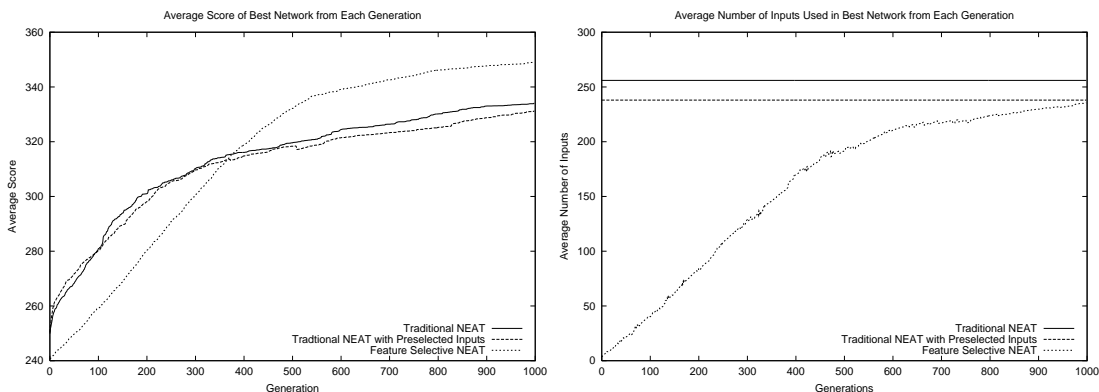 Average Score of Best Network from Each Generation
360
340
320
300
280
260
240
Average Score
0 100 200 300 400 500 600 700 800 900 1000
Generation
Traditional NEAT
Tradtional NEAT with Preselected Inputs
Feature Selective NEAT
Average Number of Inputs Used in Best Network from Each Generation
300
250
200
150
100
50
0
Average Number of Inputs
0 100 200 300 400 500 600 700 800 900 1000
Generations
Traditional NEAT
Tradtional NEAT with Preselected Inputs
Feature Selective NEAT